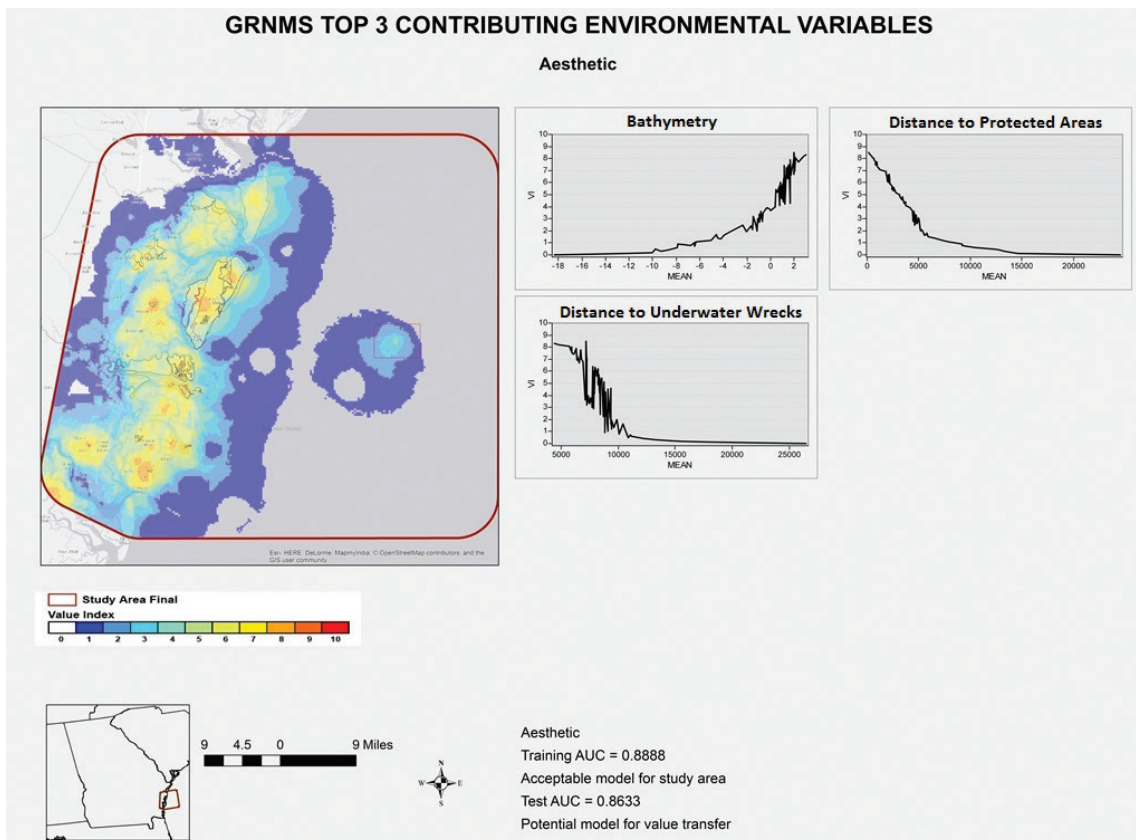 GRNMS TOP 3 CONTRIBUTING ENVIRONMENTAL VARIABLES
Aesthetic
Esri, HERE, DeLorme, MapmyIndia, © OpenStreetMap contributors, and the
GIS user community
Bathymetry
10
9
8
7
6
5
4
3
2
1
0
VI
-18 -16 -14 -12 -10 -8 -6 -4 -2 0 2
MEAN
Distance to Protected Areas
10
9
8
7
6
5
4
3
2
1
0
VI
0 5000 10000 15000 20000
MEAN
Distance to Underwater Wrecks
10
9
8
7
6
5
4
3
2
1
0
VI
5000 10000 15000 20000 25000
MEAN
Study Area Final
Value Index
0 1 2 3 4 5 6 7 8 9 10
9 4.5 0 9 Miles
N
W E
S
Aesthetic
Training AUC = 0.8888
Acceptable model for study area
Test AUC = 0.8633
Potential model for value transfer